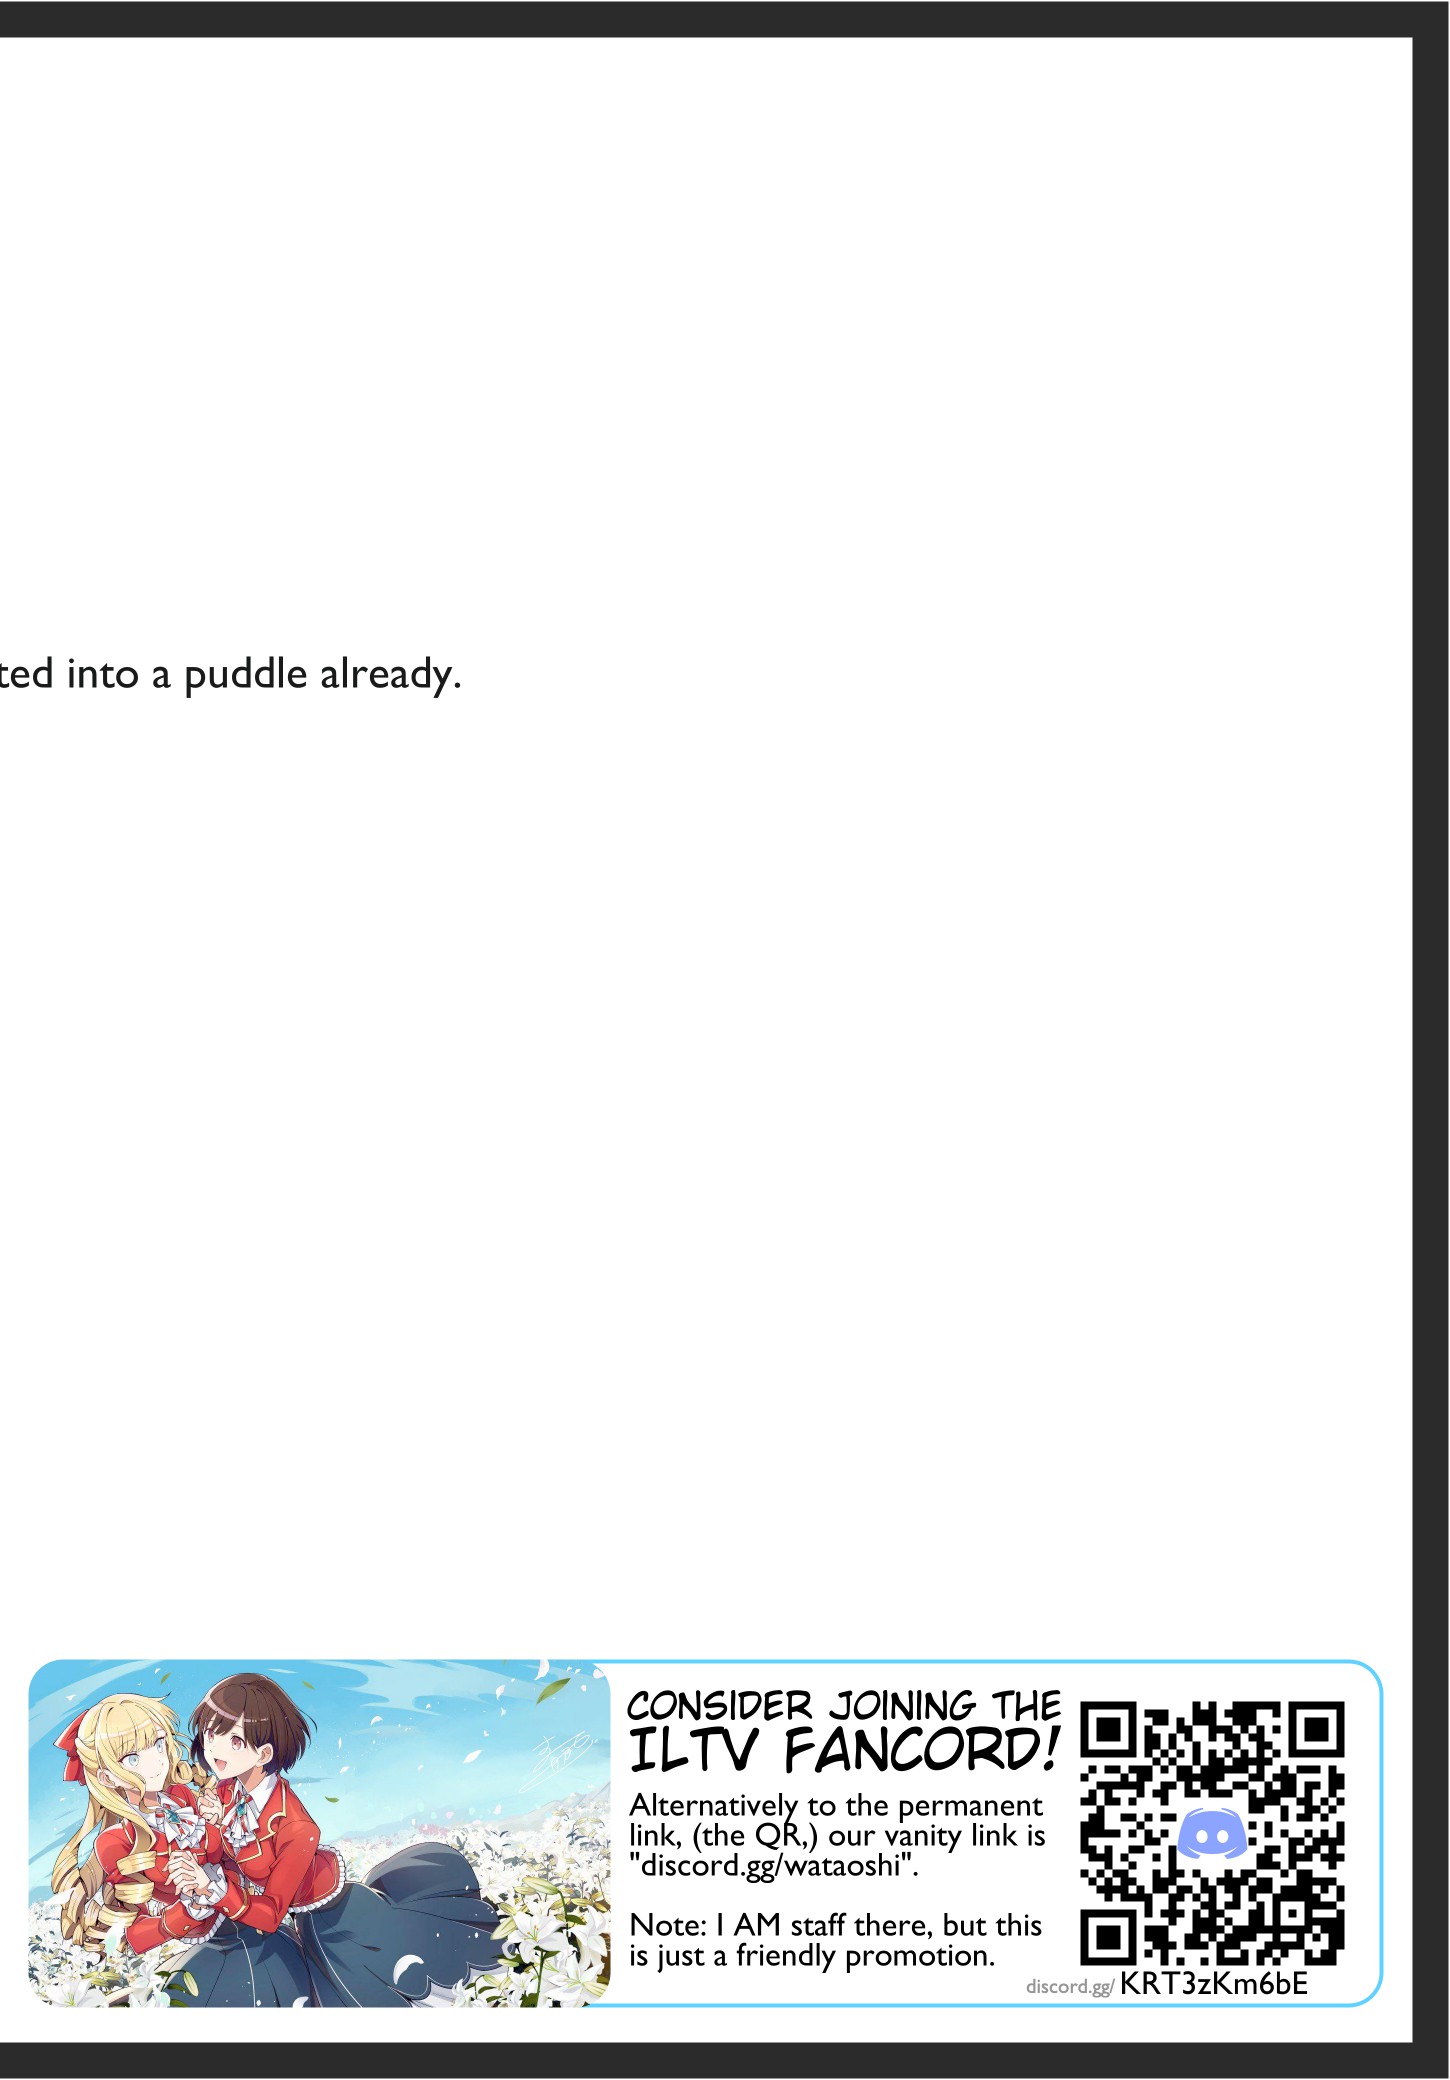 ted into a puddle already.
CONSIDER JOINING THE
ILTV FANCORD!
Alternatively to the permanent
link, (the QR,) our vanity link is
"discord.gg/wataoshi".
Note: I AM staff there, but this
is just a friendly promotion.
discord.gg/ KRT3zKm6bE